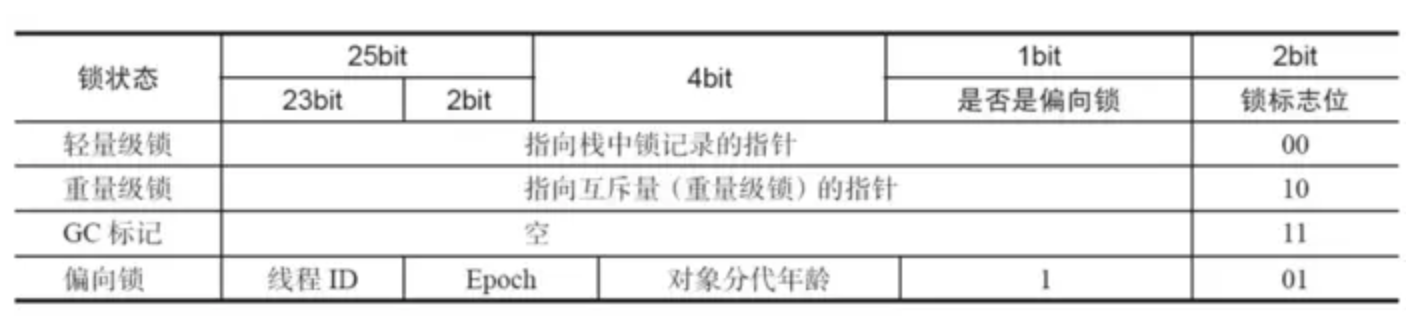 锁状态 25bit 4bit 1bit 2bit
23bit 2bit 是否是偏向锁 锁标志位
轻量级锁 指向栈中锁记录的指针 00
重量级锁 指向互斥量（重量级锁）的指针 10
GC 标记 空 11
偏向锁 线程 ID Epoch 对象分代年龄 1 01